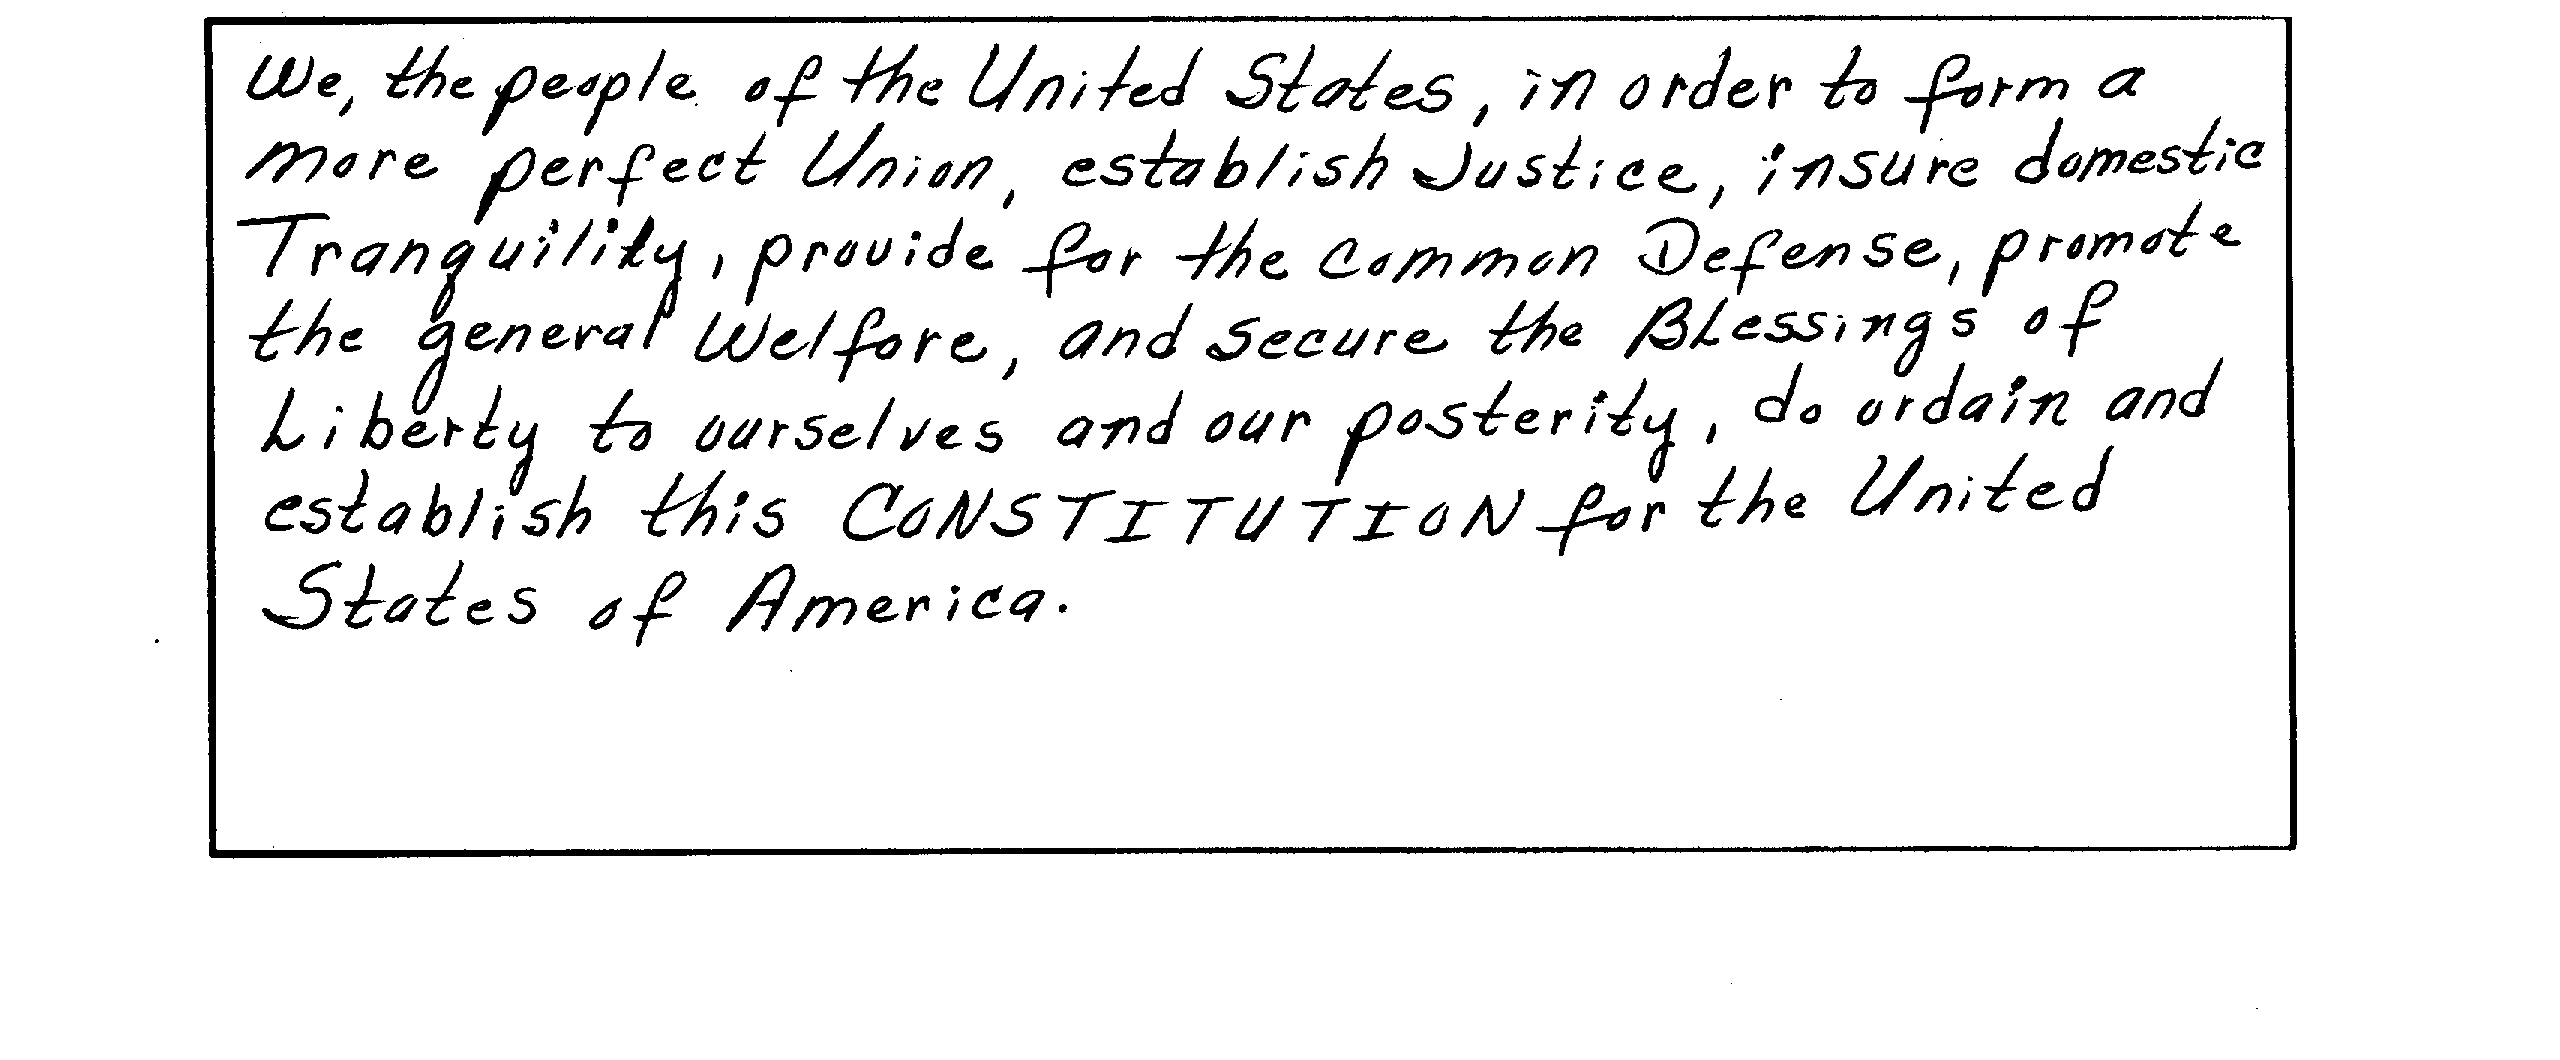 We, the people of the United States, in order to form a
more perfect Union, establish Justice, insure domestic
Tranquility, provide for the common Defense, promote
the general Welfare, and secure the Blessings of
Liberty to ourselves and our posterity, do ordain and
establish this CONSTITUTION for the United
States of America.